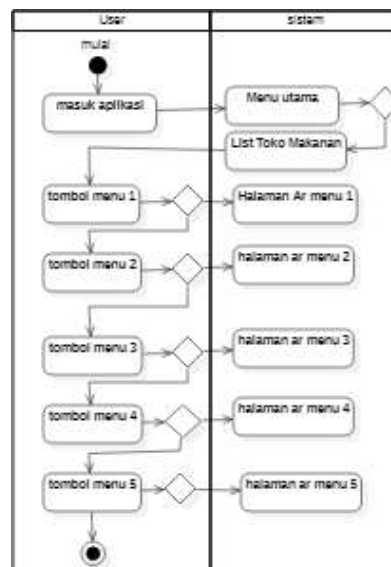 User
sistem
mulai
masuk aplikasi
Menu utama
List Toko Makanan
tombol menu 1
Halaman Ar menu 1
tombol menu 2
halaman ar menu 2
tombol menu 3
halaman ar menu 3
tombol menu 4
halaman ar menu 4
tombol menu 5
halaman ar menu 5